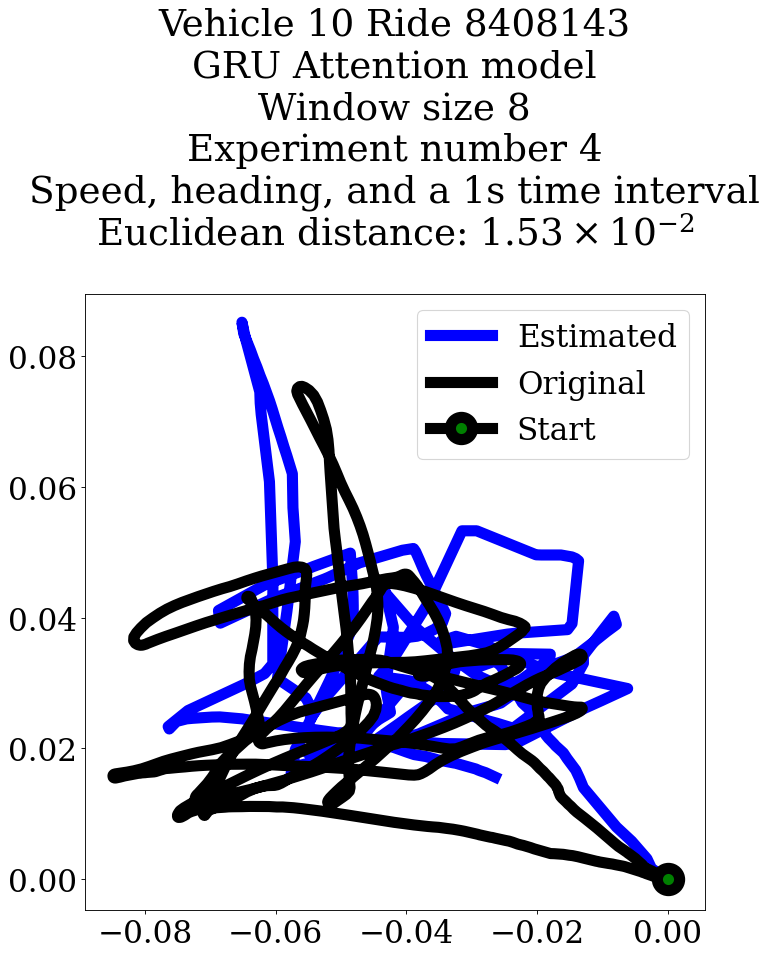 Vehicle 10 Ride 8408143
GRU Attention model
Window size 8
Experiment number 4
Speed, heading, and a 1s time interval
Euclidean distance: 1.53 × 10⁻²
Estimated
Original
Start
0.08
0.06
0.04
0.02
0.00
−0.08 −0.06 −0.04 −0.02 0.00